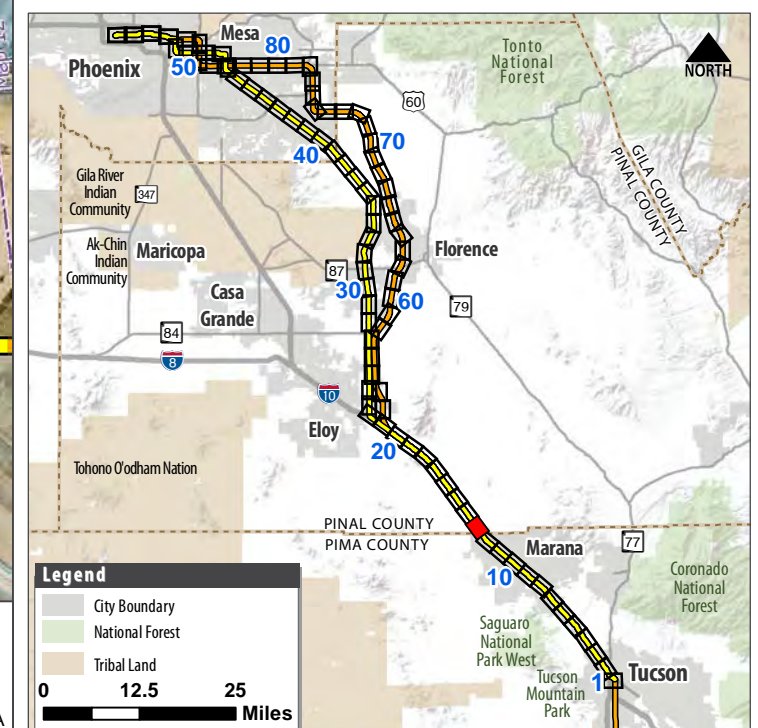 Mesa
80
Phoenix
50
Tonto
National
Forest
NORTH
60
70
40
GILA COUNTY
PINAL COUNTY
Gila River
Indian
Community
347
Ak-Chin
Indian
Community
Maricopa
Florence
87
30
60
Casa
Grande
79
84
8
10
Eloy
20
Tohono O'odham Nation
PINAL COUNTY
PIMA COUNTY
Marana
77
10
Coronado
National
Forest
Saguaro
National
Park West
Tucson
Mountain
Park
1
Tucson
Legend
City Boundary
National Forest
Tribal Land
0 12.5 25
Miles